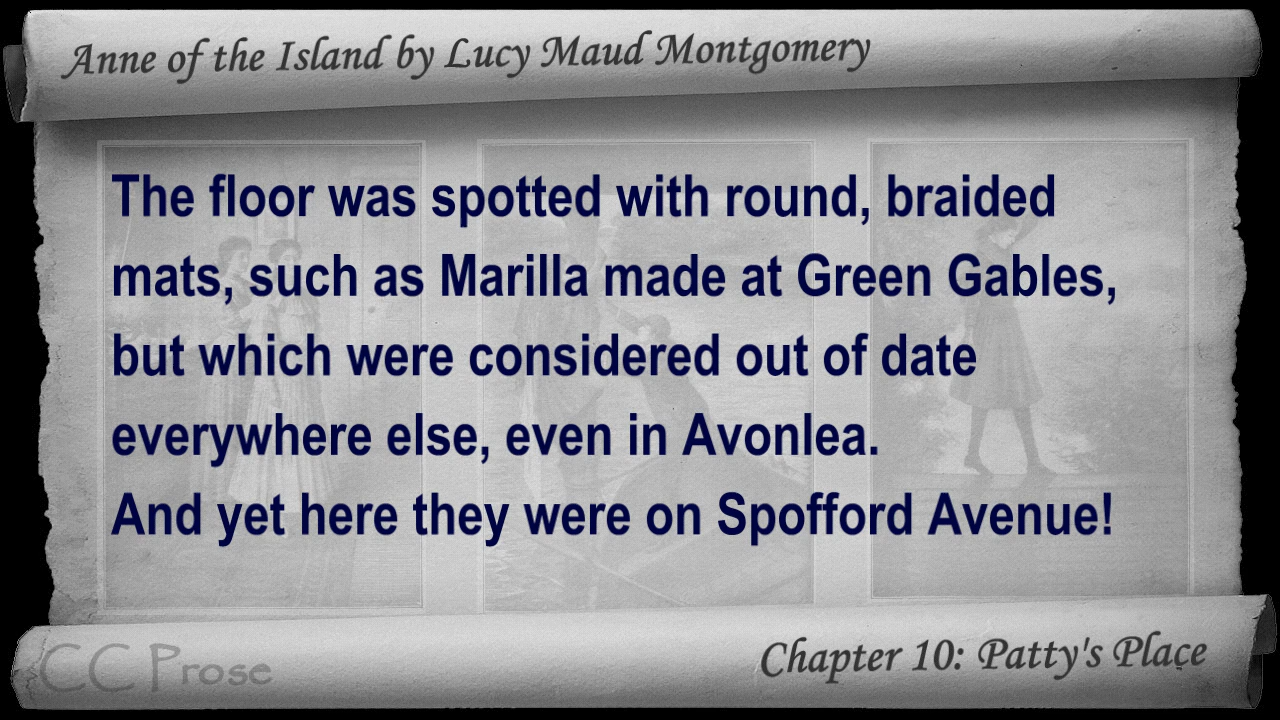 Anne of the Island by Lucy Maud Montgomery
The floor was spotted with round, braided
mats, such as Marilla made at Green Gables,
but which were considered out of date
everywhere else, even in Avonlea.
And yet here they were on Spofford Avenue!
CC Prose
Chapter 10: Patty's Place